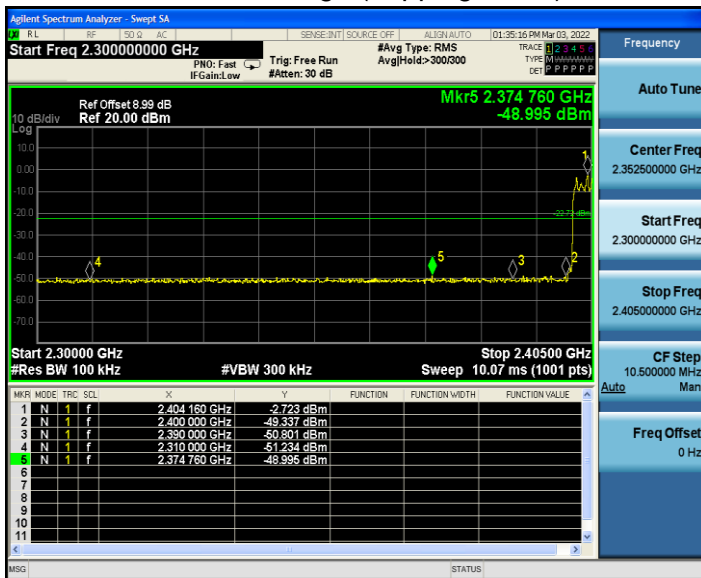 Agilent Spectrum Analyzer - Swept SA
LXI RL RF 50 Ω AC SENSE:INT SOURCE OFF ALIGN AUTO 01:35:16 PM Mar 03, 2022
Start Freq 2.300000000 GHz
PNO: Fast
IFGain:Low
Trig: Free Run
#Atten: 30 dB
#Avg Type: RMS
Avg|Hold:>300/300
TRACE 1 2 3 4 5 6
TYPE M
DET P P P P P P
Frequency
Auto Tune
Center Freq
2.352500000 GHz
Start Freq
2.300000000 GHz
Stop Freq
2.405000000 GHz
CF Step
10.500000 MHz
Auto Man
Freq Offset
0 Hz
Mkr5 2.374 760 GHz
-48.995 dBm
Ref Offset 8.99 dB
10 dB/div Ref 20.00 dBm
Log
10.0
0.00
-10.0
-20.0
-30.0
-40.0
-50.0
-60.0
-70.0
1
4
5
3
2
Start 2.30000 GHz Stop 2.40500 GHz
#Res BW 100 kHz #VBW 300 kHz Sweep 10.07 ms (1001 pts)
MKR MODE TRC SCL X Y FUNCTION FUNCTION WIDTH FUNCTION VALUE
1 N 1 f 2.404 160 GHz -2.723 dBm
2 N 1 f 2.400 000 GHz -49.337 dBm
3 N 1 f 2.390 000 GHz -50.801 dBm
4 N 1 f 2.310 000 GHz -51.234 dBm
5 N 1 f 2.374 760 GHz -48.995 dBm
6
7
8
9
10
11
MSG STATUS